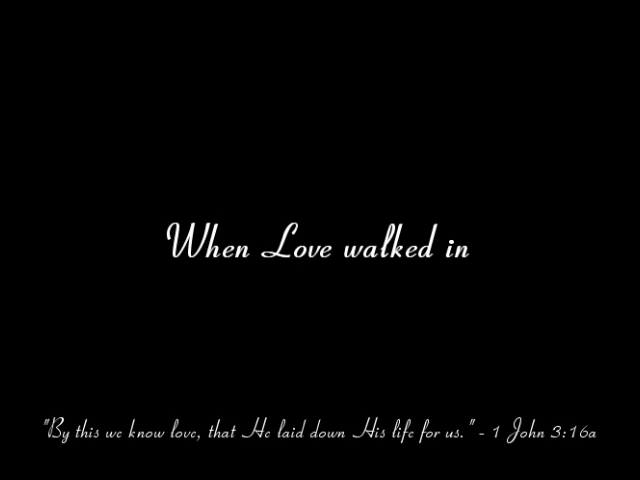 When Love walked in
"By this we know love, that He laid down His life for us." - 1 John 3:16a